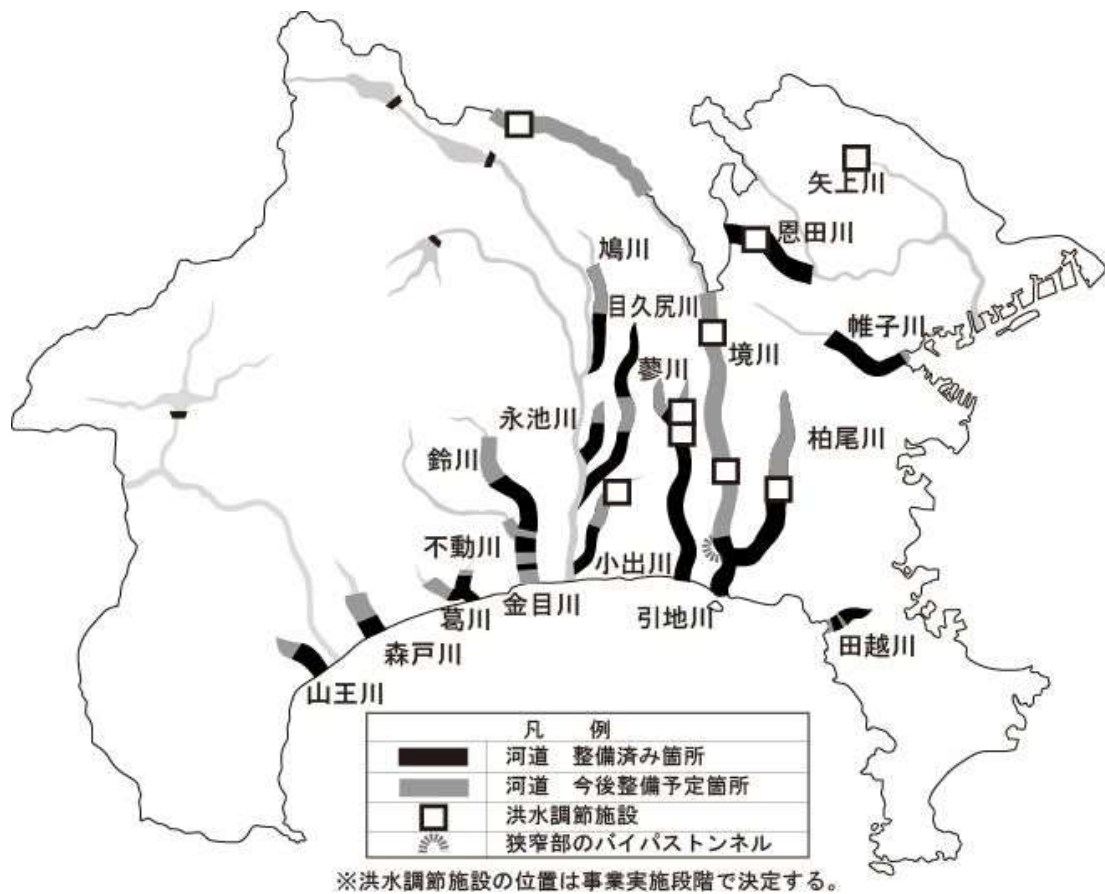 矢上川
恩田川
鳩川
目久尻川
帷子川
境川
蓼川
永池川
柏尾川
鈴川
不動川
小出川
葛川
金目川
引地川
田越川
森戸川
山王川
凡 例
河道 整備済み箇所
河道 今後整備予定箇所
洪水調節施設
狭窄部のバイパストンネル
※洪水調節施設の位置は事業実施段階で決定する。